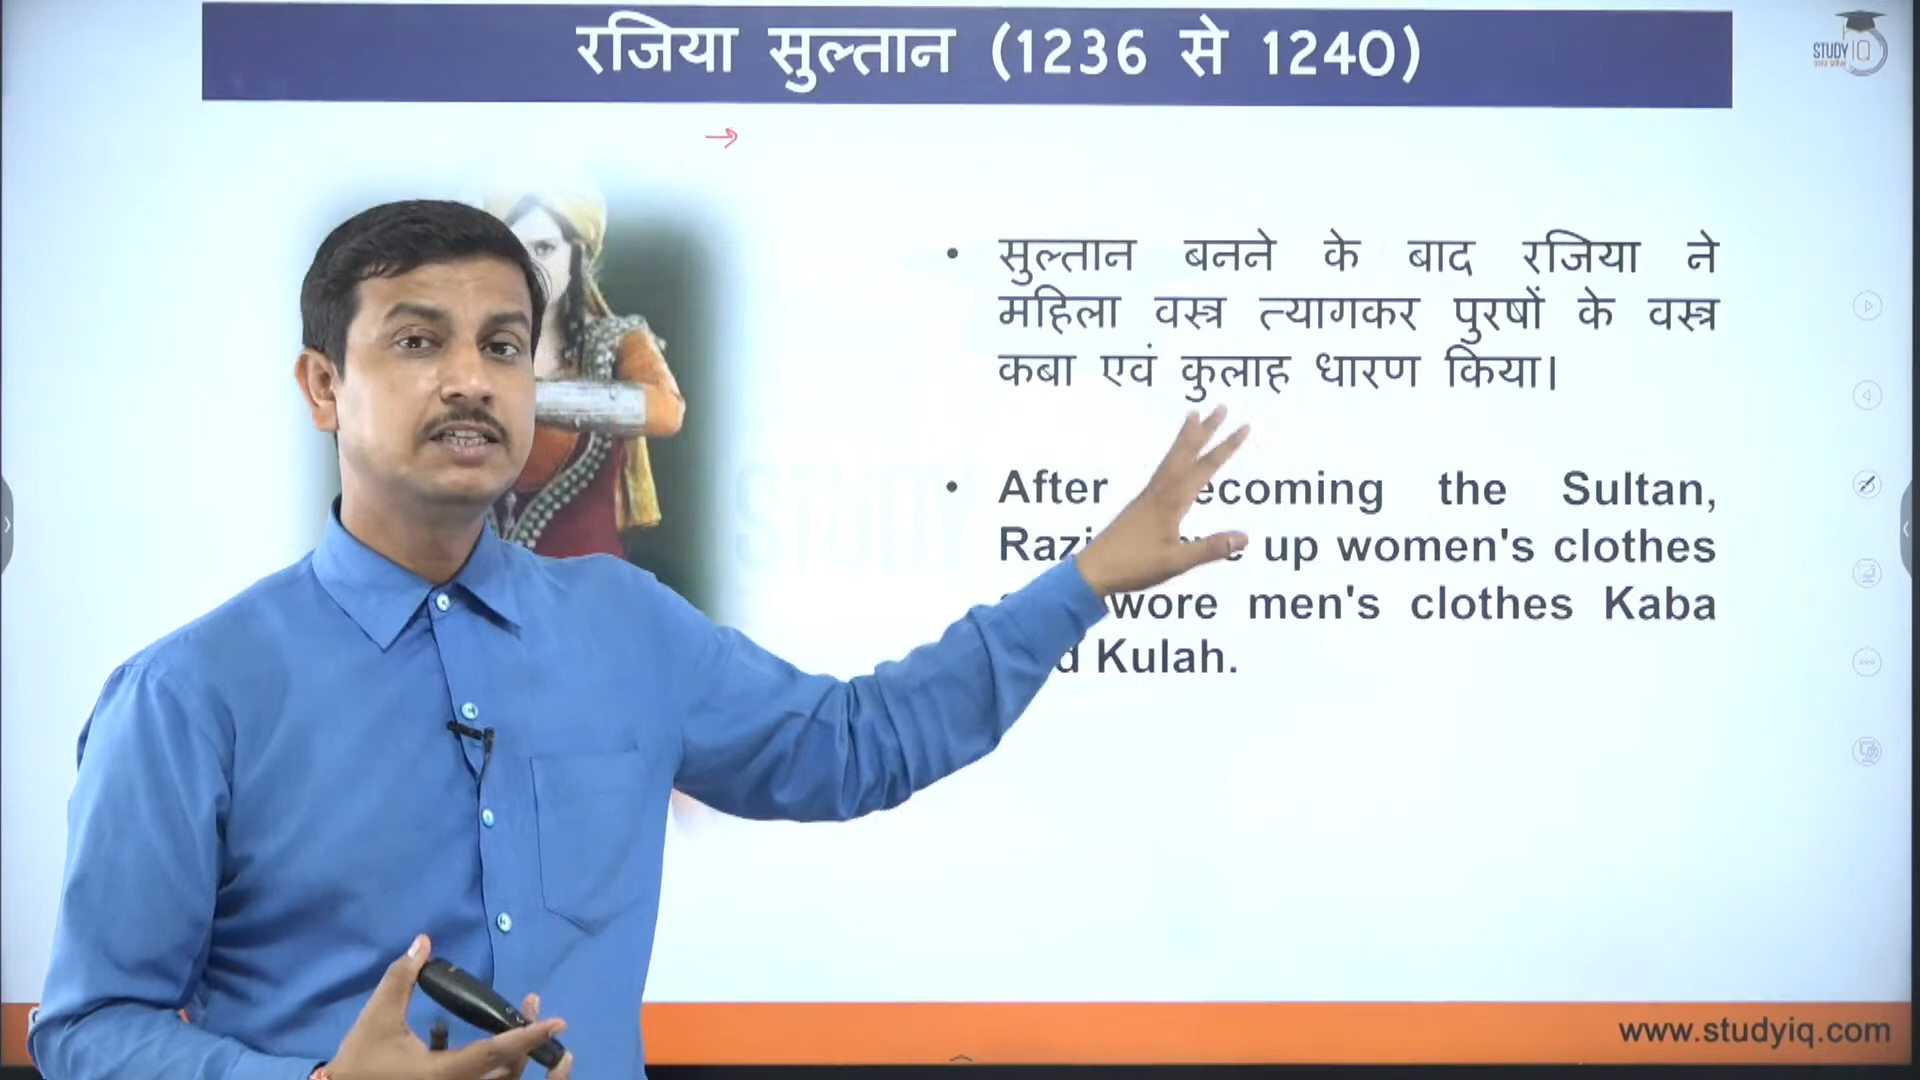 रजिया सुल्तान (1236 से 1240)
STUDY IQ
• सुल्तान बनने के बाद रजिया ने
महिला वस्त्र त्यागकर पुरषों के वस्त्र
कबा एवं कुलाह धारण किया।
STUDY
• After ecoming the Sultan,
up women's clothes
wore men's clothes Kaba
Kulah.
www.studyiq.com